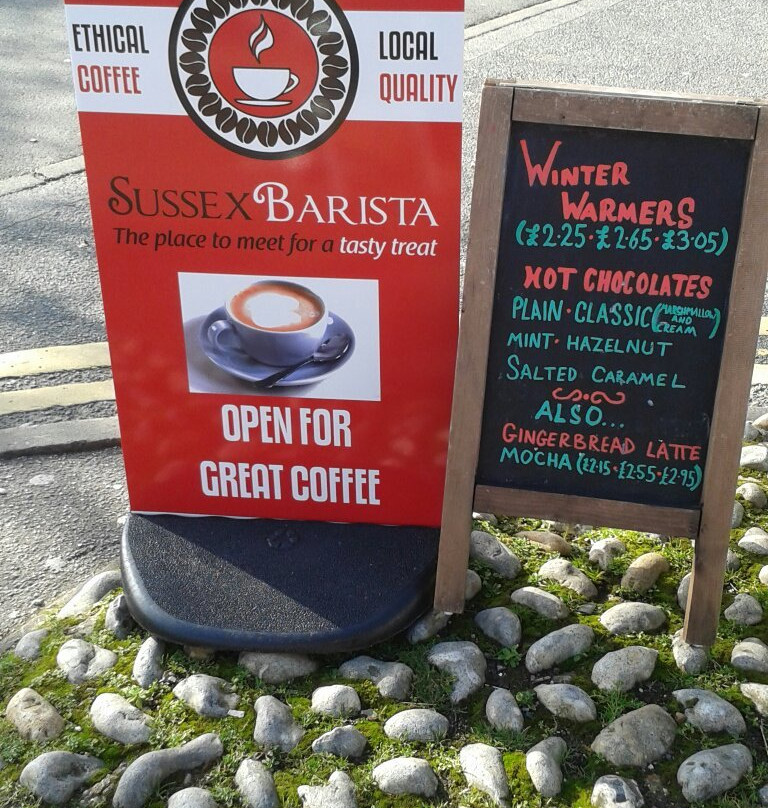 ETHICAL
COFFEE
LOCAL
QUALITY
SUSSEX BARISTA
The place to meet for a tasty treat
OPEN FOR
GREAT COFFEE
WINTER
WARMERS
(£2.25 · £2.65 · £3.05)
HOT CHOCOLATES
PLAIN · CLASSIC (MARSHMALLOW AND CREAM)
MINT · HAZELNUT
SALTED CARAMEL
ALSO...
GINGERBREAD LATTE
MOCHA (£2.15 · £2.55 · £2.95)